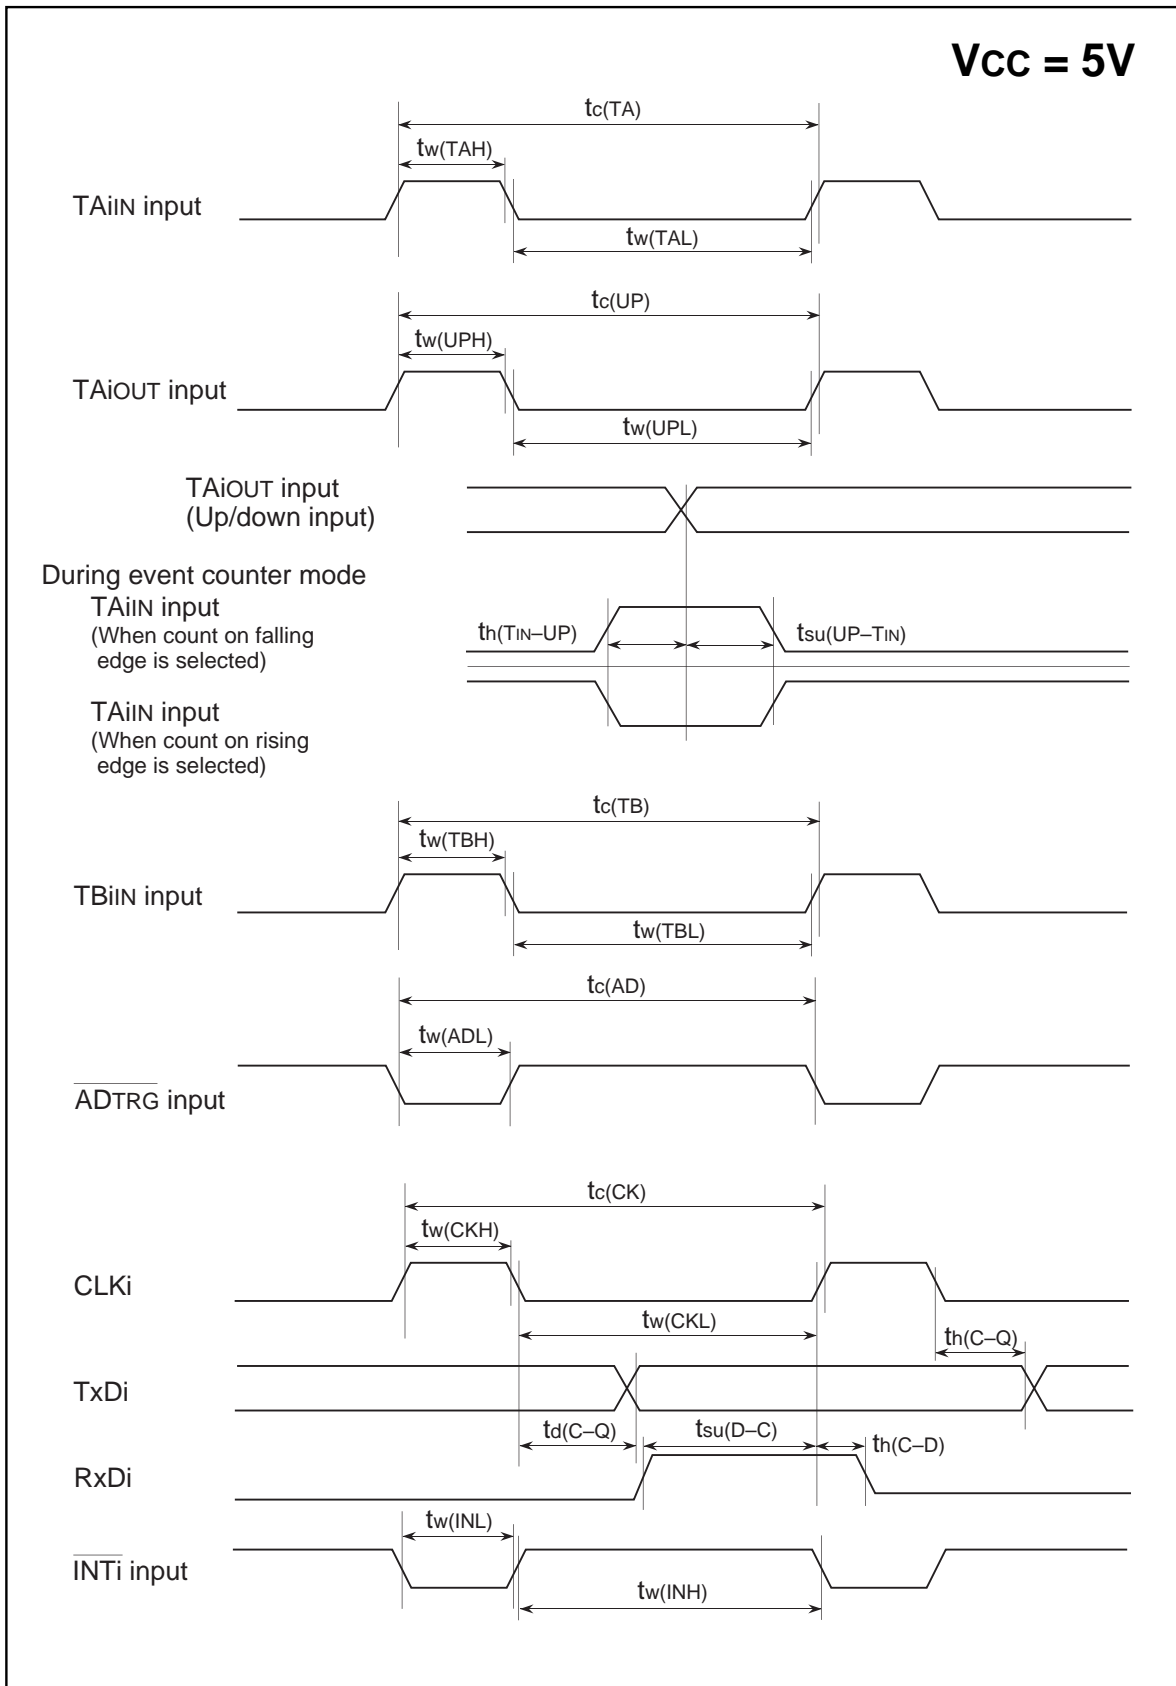 VCC = 5V
tc(TA)
tw(TAH)
TAiIN input
tw(TAL)
tc(UP)
tw(UPH)
TAiOUT input
tw(UPL)
TAiOUT input
(Up/down input)
During event counter mode
TAiIN input
(When count on falling
edge is selected)
th(TIN–UP)
tsu(UP–TIN)
TAiIN input
(When count on rising
edge is selected)
tc(TB)
tw(TBH)
TBiIN input
tw(TBL)
tc(AD)
tw(ADL)
ADTRG input
tc(CK)
tw(CKH)
CLKi
tw(CKL)
th(C–Q)
TxDi
td(C–Q)
tsu(D–C)
th(C–D)
RxDi
tw(INL)
INTi input
tw(INH)